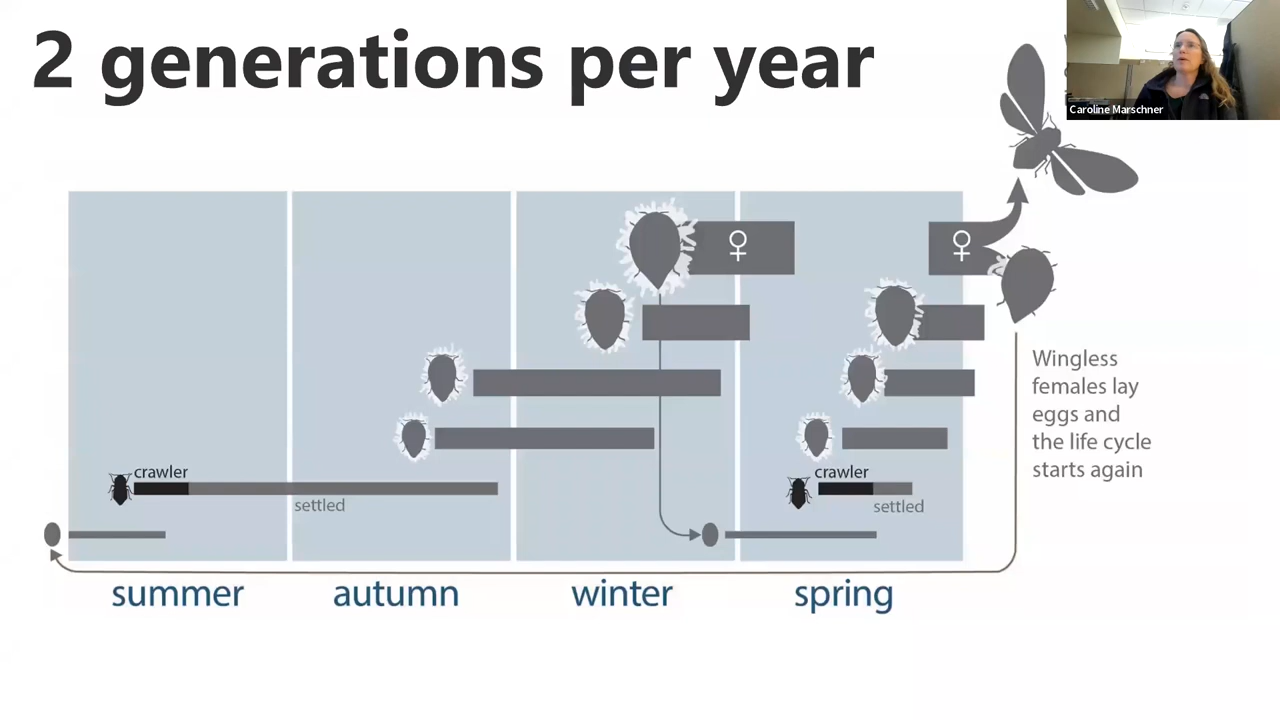 2 generations per year
Caroline Marschner
♀
♀
Wingless
females lay
eggs and
the life cycle
starts again
crawler
settled
crawler
settled
summer
autumn
winter
spring